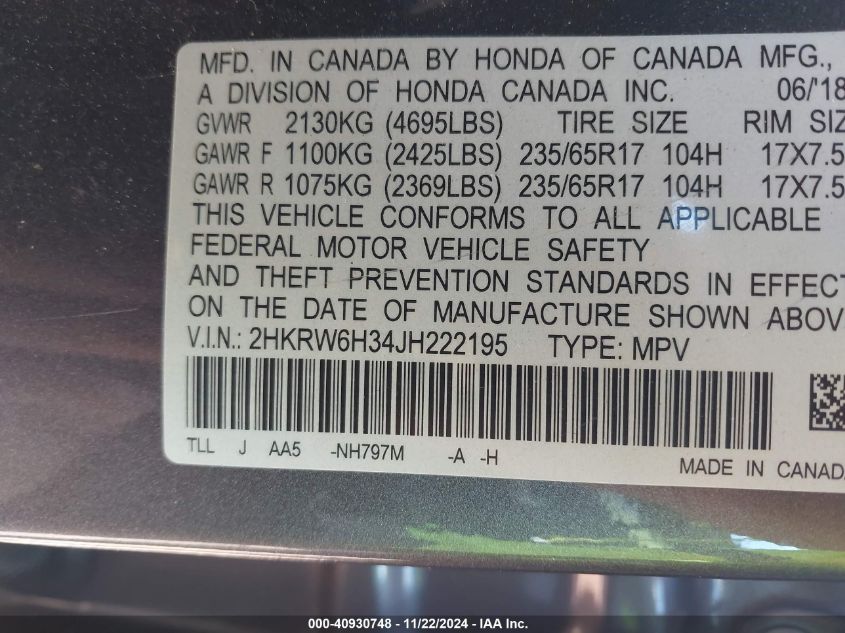 MFD. IN CANADA BY HONDA OF CANADA MFG.,
A DIVISION OF HONDA CANADA INC. 06/'18
GVWR 2130KG (4695LBS) TIRE SIZE RIM SIZ
GAWR F 1100KG (2425LBS) 235/65R17 104H 17X7.5
GAWR R 1075KG (2369LBS) 235/65R17 104H 17X7.5
THIS VEHICLE CONFORMS TO ALL APPLICABLE
FEDERAL MOTOR VEHICLE SAFETY
AND THEFT PREVENTION STANDARDS IN EFFECT
ON THE DATE OF MANUFACTURE SHOWN ABOV
V.I.N.: 2HKRW6H34JH222195 TYPE: MPV
TLL J AA5 -NH797M -A -H
MADE IN CANADA
000-40930748 - 11/22/2024 - IAA Inc.